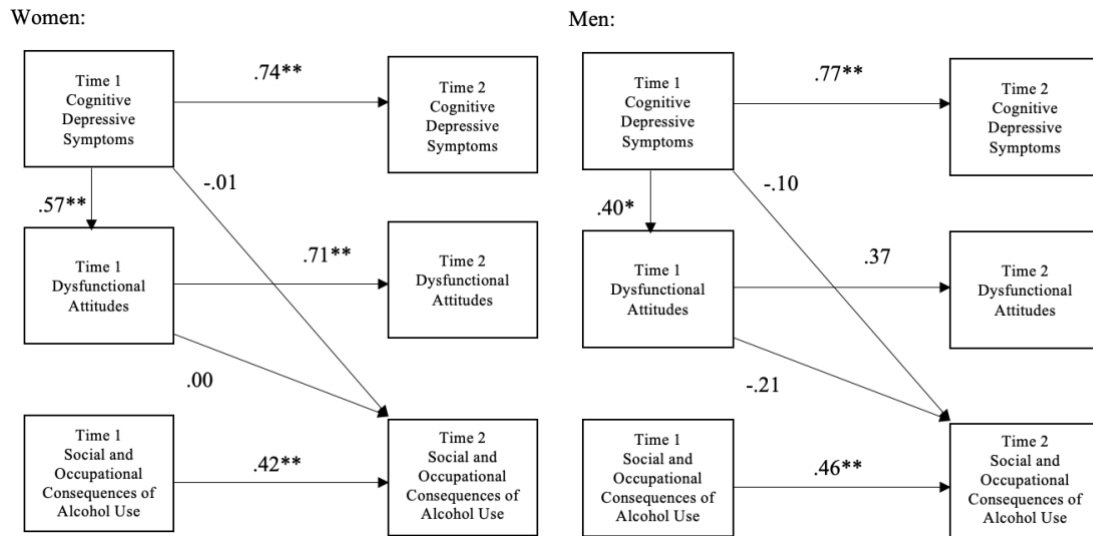 Women:
Time 1
Cognitive
Depressive
Symptoms
.74**
Time 2
Cognitive
Depressive
Symptoms
-.01
.57**
Time 1
Dysfunctional
Attitudes
.71**
Time 2
Dysfunctional
Attitudes
.00
Time 1
Social and
Occupational
Consequences of
Alcohol Use
.42**
Time 2
Social and
Occupational
Consequences of
Alcohol Use
Men:
Time 1
Cognitive
Depressive
Symptoms
.77**
Time 2
Cognitive
Depressive
Symptoms
-.10
.40*
Time 1
Dysfunctional
Attitudes
.37
Time 2
Dysfunctional
Attitudes
-.21
Time 1
Social and
Occupational
Consequences of
Alcohol Use
.46**
Time 2
Social and
Occupational
Consequences of
Alcohol Use